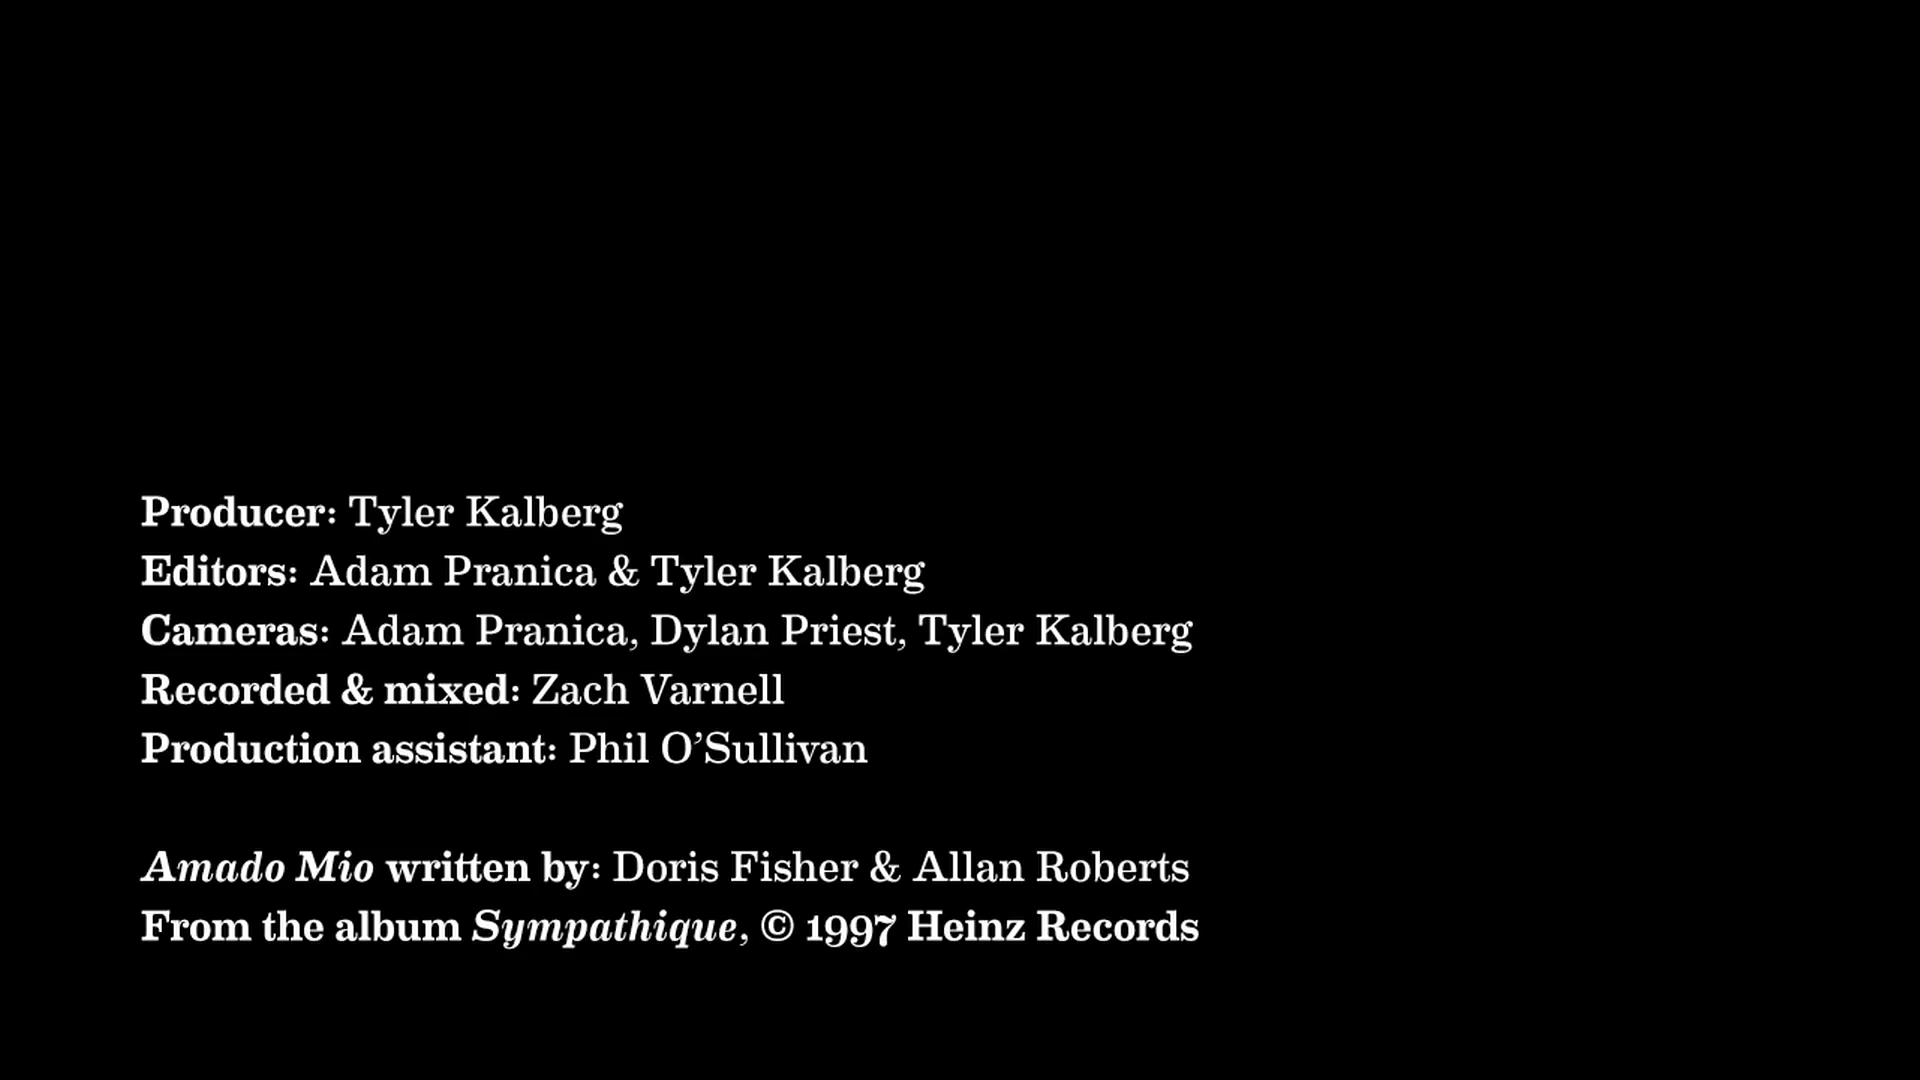 Producer: Tyler Kalberg
Editors: Adam Pranica & Tyler Kalberg
Cameras: Adam Pranica, Dylan Priest, Tyler Kalberg
Recorded & mixed: Zach Varnell
Production assistant: Phil O’Sullivan
Amado Mio written by: Doris Fisher & Allan Roberts
From the album Sympathique, © 1997 Heinz Records